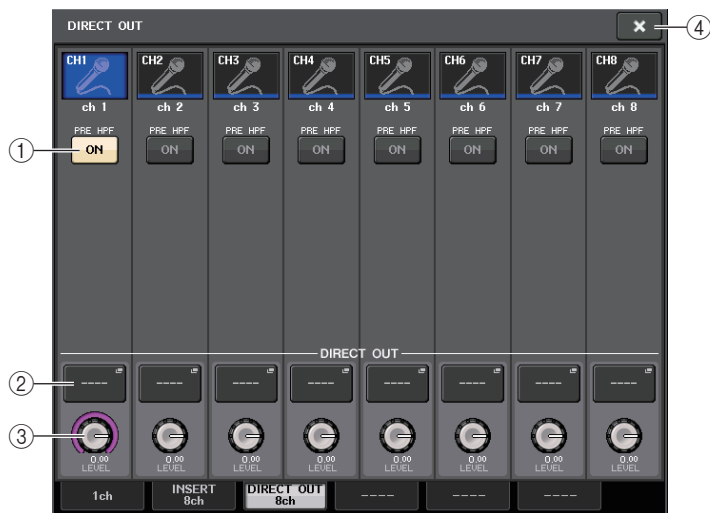 DIRECT OUT
④
CH1 CH2 CH3 CH4 CH5 CH6 CH7 CH8
ch 1 ch 2 ch 3 ch 4 ch 5 ch 6 ch 7 ch 8
PRE HPF PRE HPF PRE HPF PRE HPF PRE HPF PRE HPF PRE HPF PRE HPF
① ON ON ON ON ON ON ON ON
DIRECT OUT
② ---- ---- ---- ---- ---- ---- ---- ----
③
0.00 0.00 0.00 0.00 0.00 0.00 0.00 0.00
LEVEL LEVEL LEVEL LEVEL LEVEL LEVEL LEVEL LEVEL
1ch INSERT 8ch DIRECT OUT 8ch ---- ---- ----